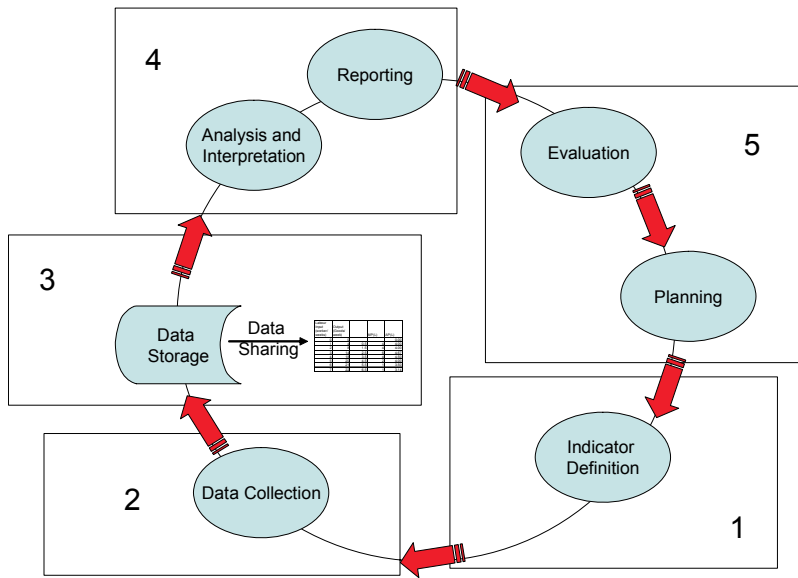 4
Reporting
Analysis and
Interpretation
5
Evaluation
Planning
3
Data
Storage
Data
Sharing
2
Data Collection
Indicator
Definition
1